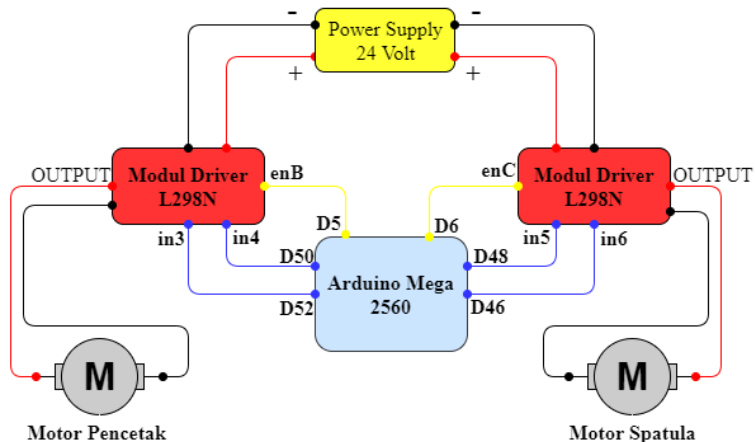 - -
Power Supply
24 Volt
+ +
OUTPUT
Modul Driver
L298N
enB
enC
Modul Driver
L298N
OUTPUT
in3
in4
D5
D6
in5
in6
D50
D48
Arduino Mega
2560
D52
D46
M
M
Motor Pencetak
Motor Spatula